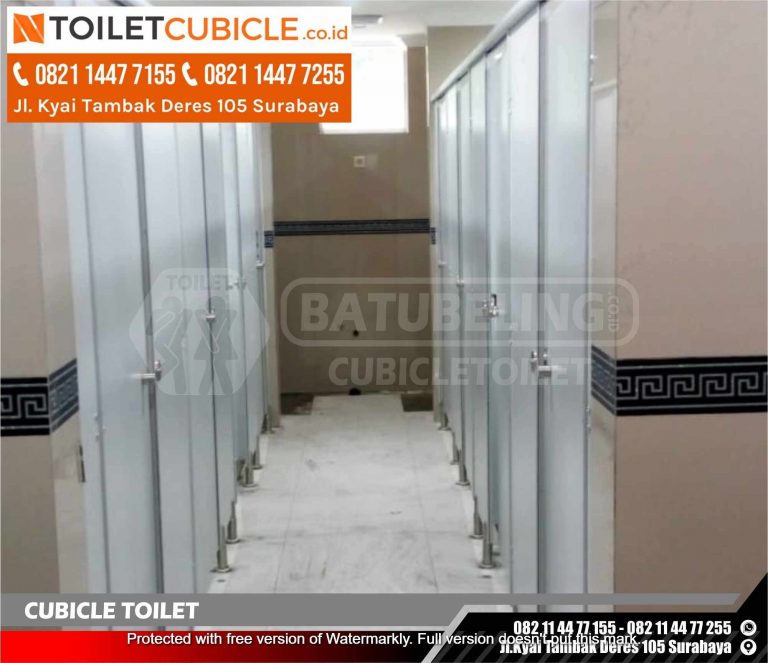 TOILETCUBICLE.co.id
0821 1447 7155 0821 1447 7255
Jl. Kyai Tambak Deres 105 Surabaya
TOILET
BATUBELING.CO.ID
CUBICLETOILET
CUBICLE TOILET
082 11 44 77 155 - 082 11 44 77 255
Protected with free version of Watermarkly. Full version doesn't put this mark.
Jl.Kyai Tambak Deres 105 Surabaya